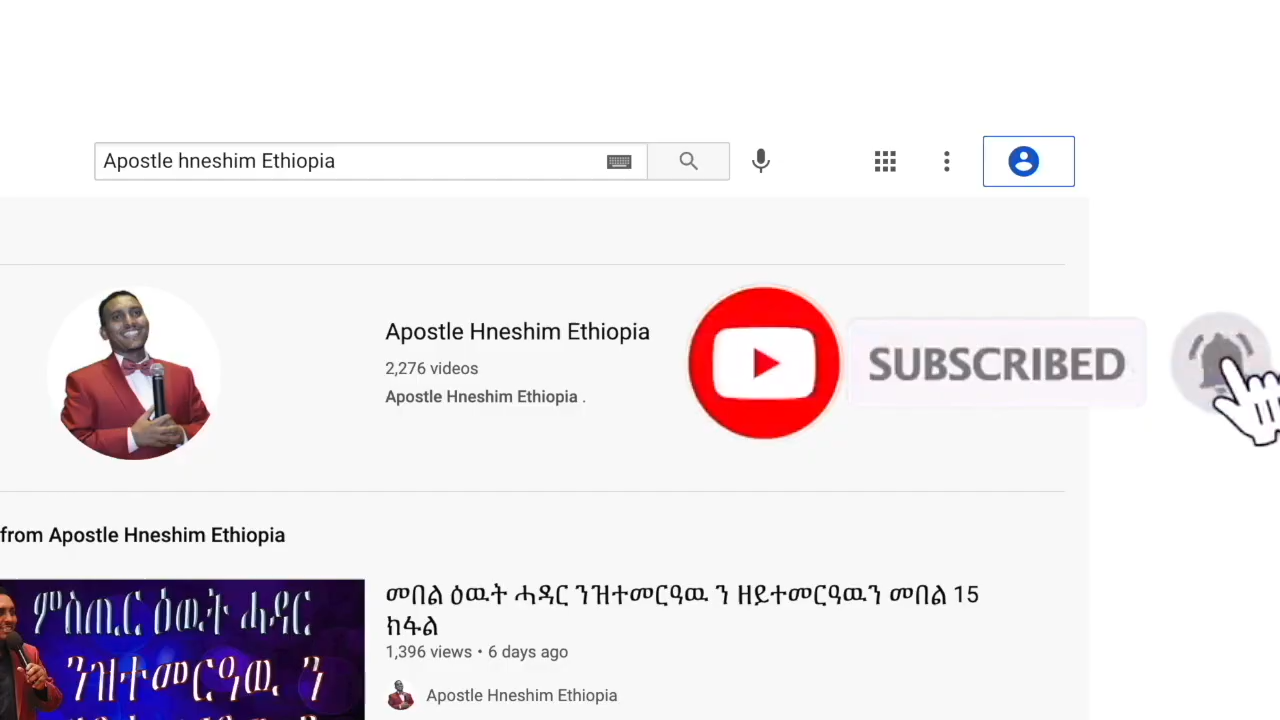 Apostle hneshim Ethiopia
Apostle Hneshim Ethiopia
2,276 videos
Apostle Hneshim Ethiopia .
SUBSCRIBED
from Apostle Hneshim Ethiopia
ምስጢር ዕዉት ሓዳር
ንዝተመርዓዉ ን
መበል ዕዉት ሓዳር ንዝተመርዓዉ ን ዘይተመርዓዉን መበል 15
ክፋል
1,396 views • 6 days ago
Apostle Hneshim Ethiopia